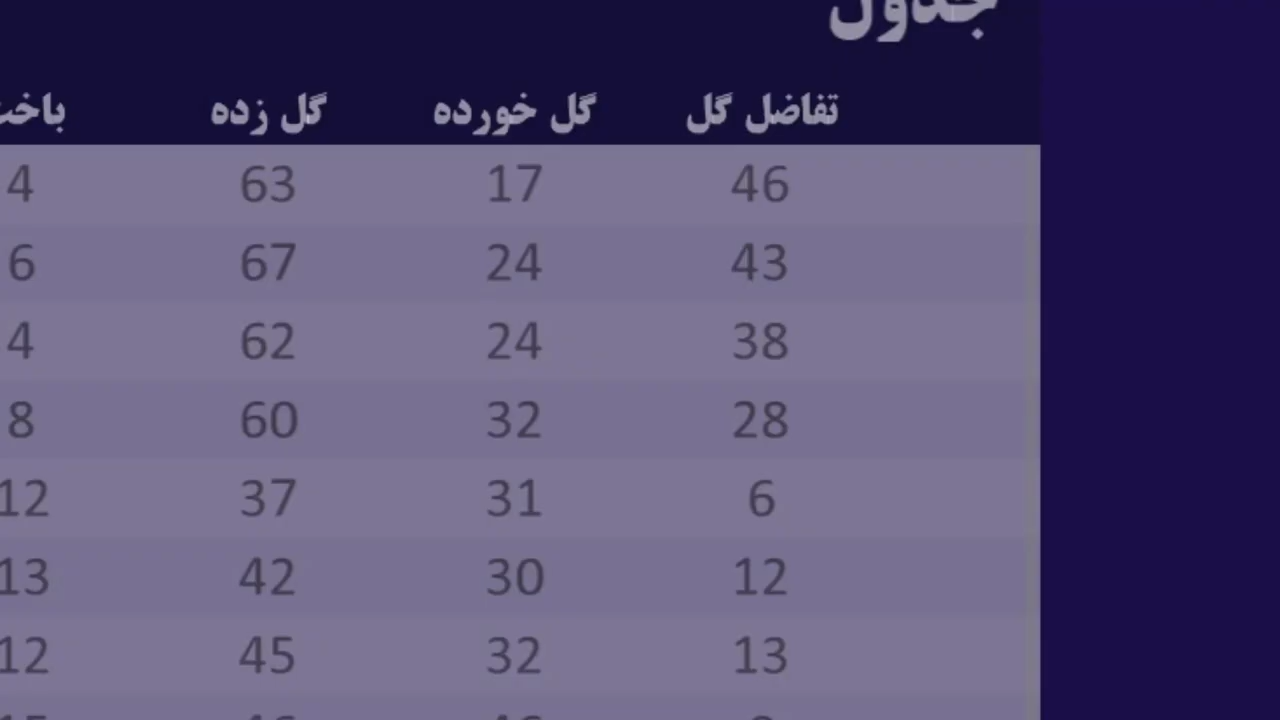 جدول
تفاضل گل گل خورده گل زده
4 63 17 46
6 67 24 43
4 62 24 38
8 60 32 28
12 37 31 6
13 42 30 12
12 45 32 13